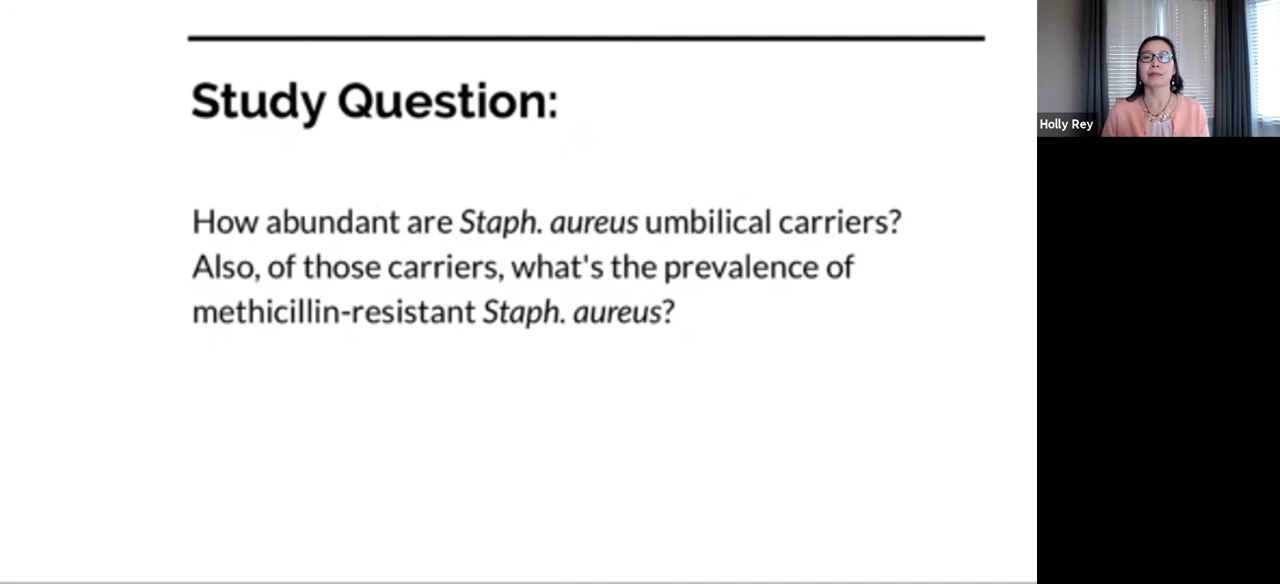 Study Question:
How abundant are Staph. aureus umbilical carriers?
Also, of those carriers, what's the prevalence of
methicillin-resistant Staph. aureus?
Holly Rey